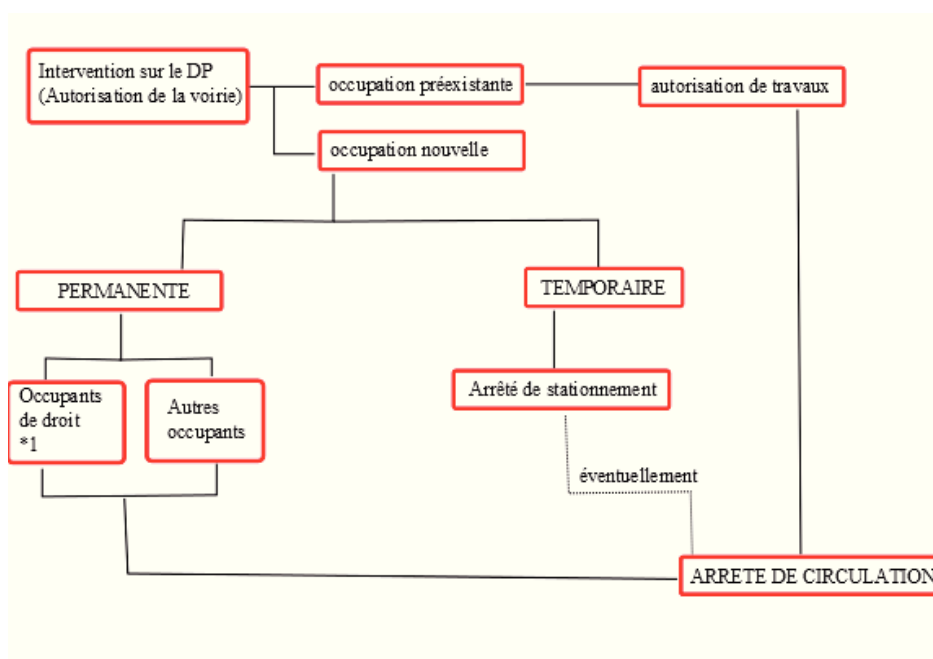 Intervention sur le DP
(Autorisation de la voirie)
occupation préexistante
autorisation de travaux
occupation nouvelle
PERMANENTE
TEMPORAIRE
Occupants
de droit
*1
Autres
occupants
Arrêté de stationnement
éventuellement
ARRETE DE CIRCULATION